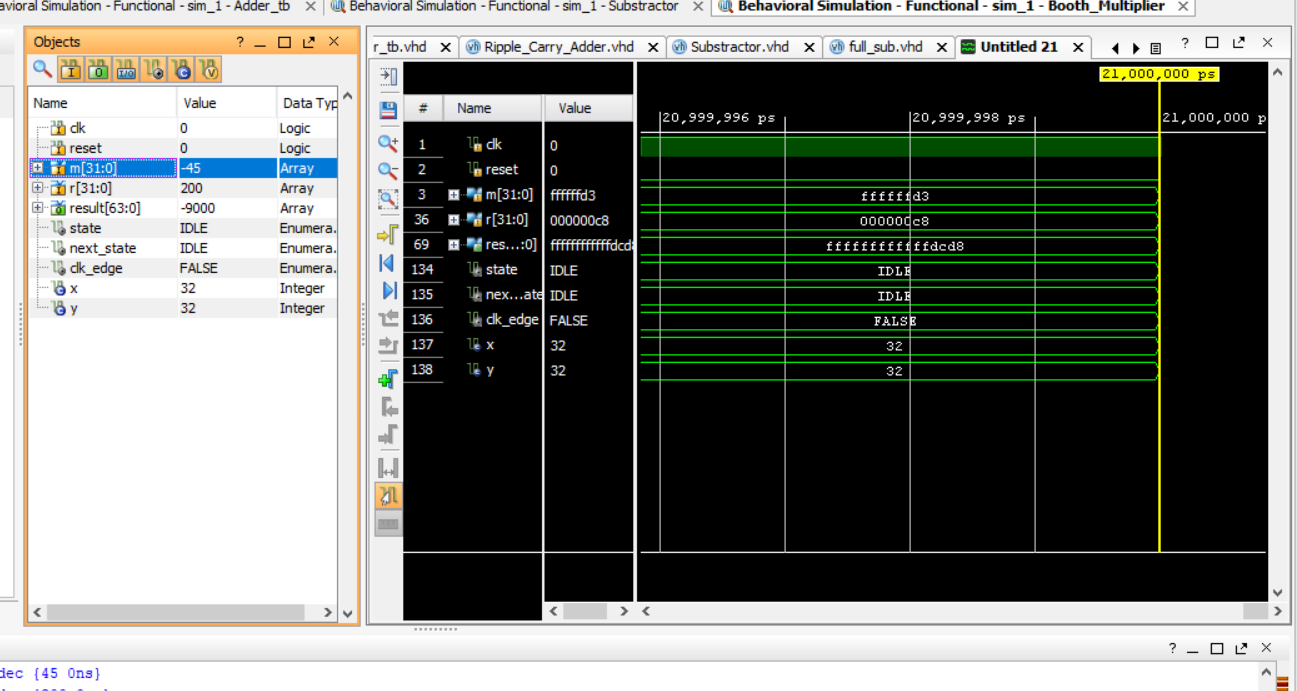 avioral Simulation - Functional - sim_1 - Adder_tb × Behavioral Simulation - Functional - sim_1 - Substractor × Behavioral Simulation - Functional - sim_1 - Booth_Multiplier ×
Objects ? _ ×
Name Value Data Typ
clk 0 Logic
reset 0 Logic
m[31:0] -45 Array
r[31:0] 200 Array
result[63:0] -9000 Array
state IDLE Enumera.
next_state IDLE Enumera.
clk_edge FALSE Enumera.
x 32 Integer
y 32 Integer
r_tb.vhd × Ripple_Carry_Adder.vhd × Substractor.vhd × full_sub.vhd × Untitled 21 × ? ×
21,000,000 ps
# Name Value
20,999,996 ps 20,999,998 ps 21,000,000 p
1 clk 0
2 reset 0
3 m[31:0] ffffffd3 ffffffd3
36 r[31:0] 000000c8 000000c8
69 res...:0] ffffffffffffdcd8 ffffffffffffdcd8
134 state IDLE IDLE
135 nex...ate IDLE IDLE
136 clk_edge FALSE FALSE
137 x 32 32
138 y 32 32
? _ ×
dec {45 0ns}